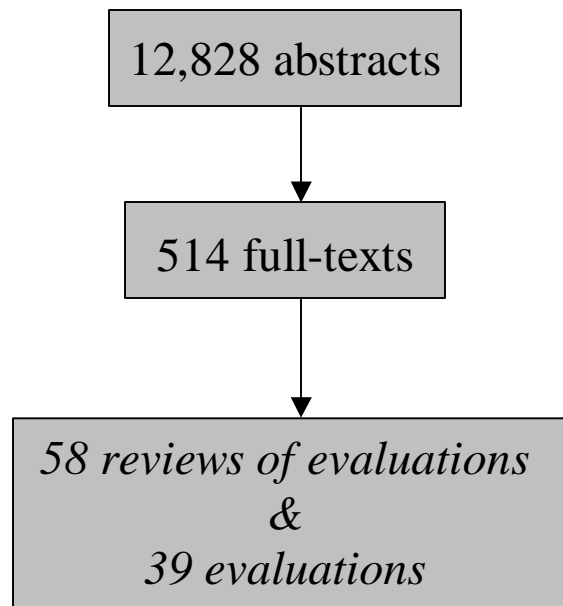 12,828 abstracts
514 full-texts
58 reviews of evaluations
&
39 evaluations